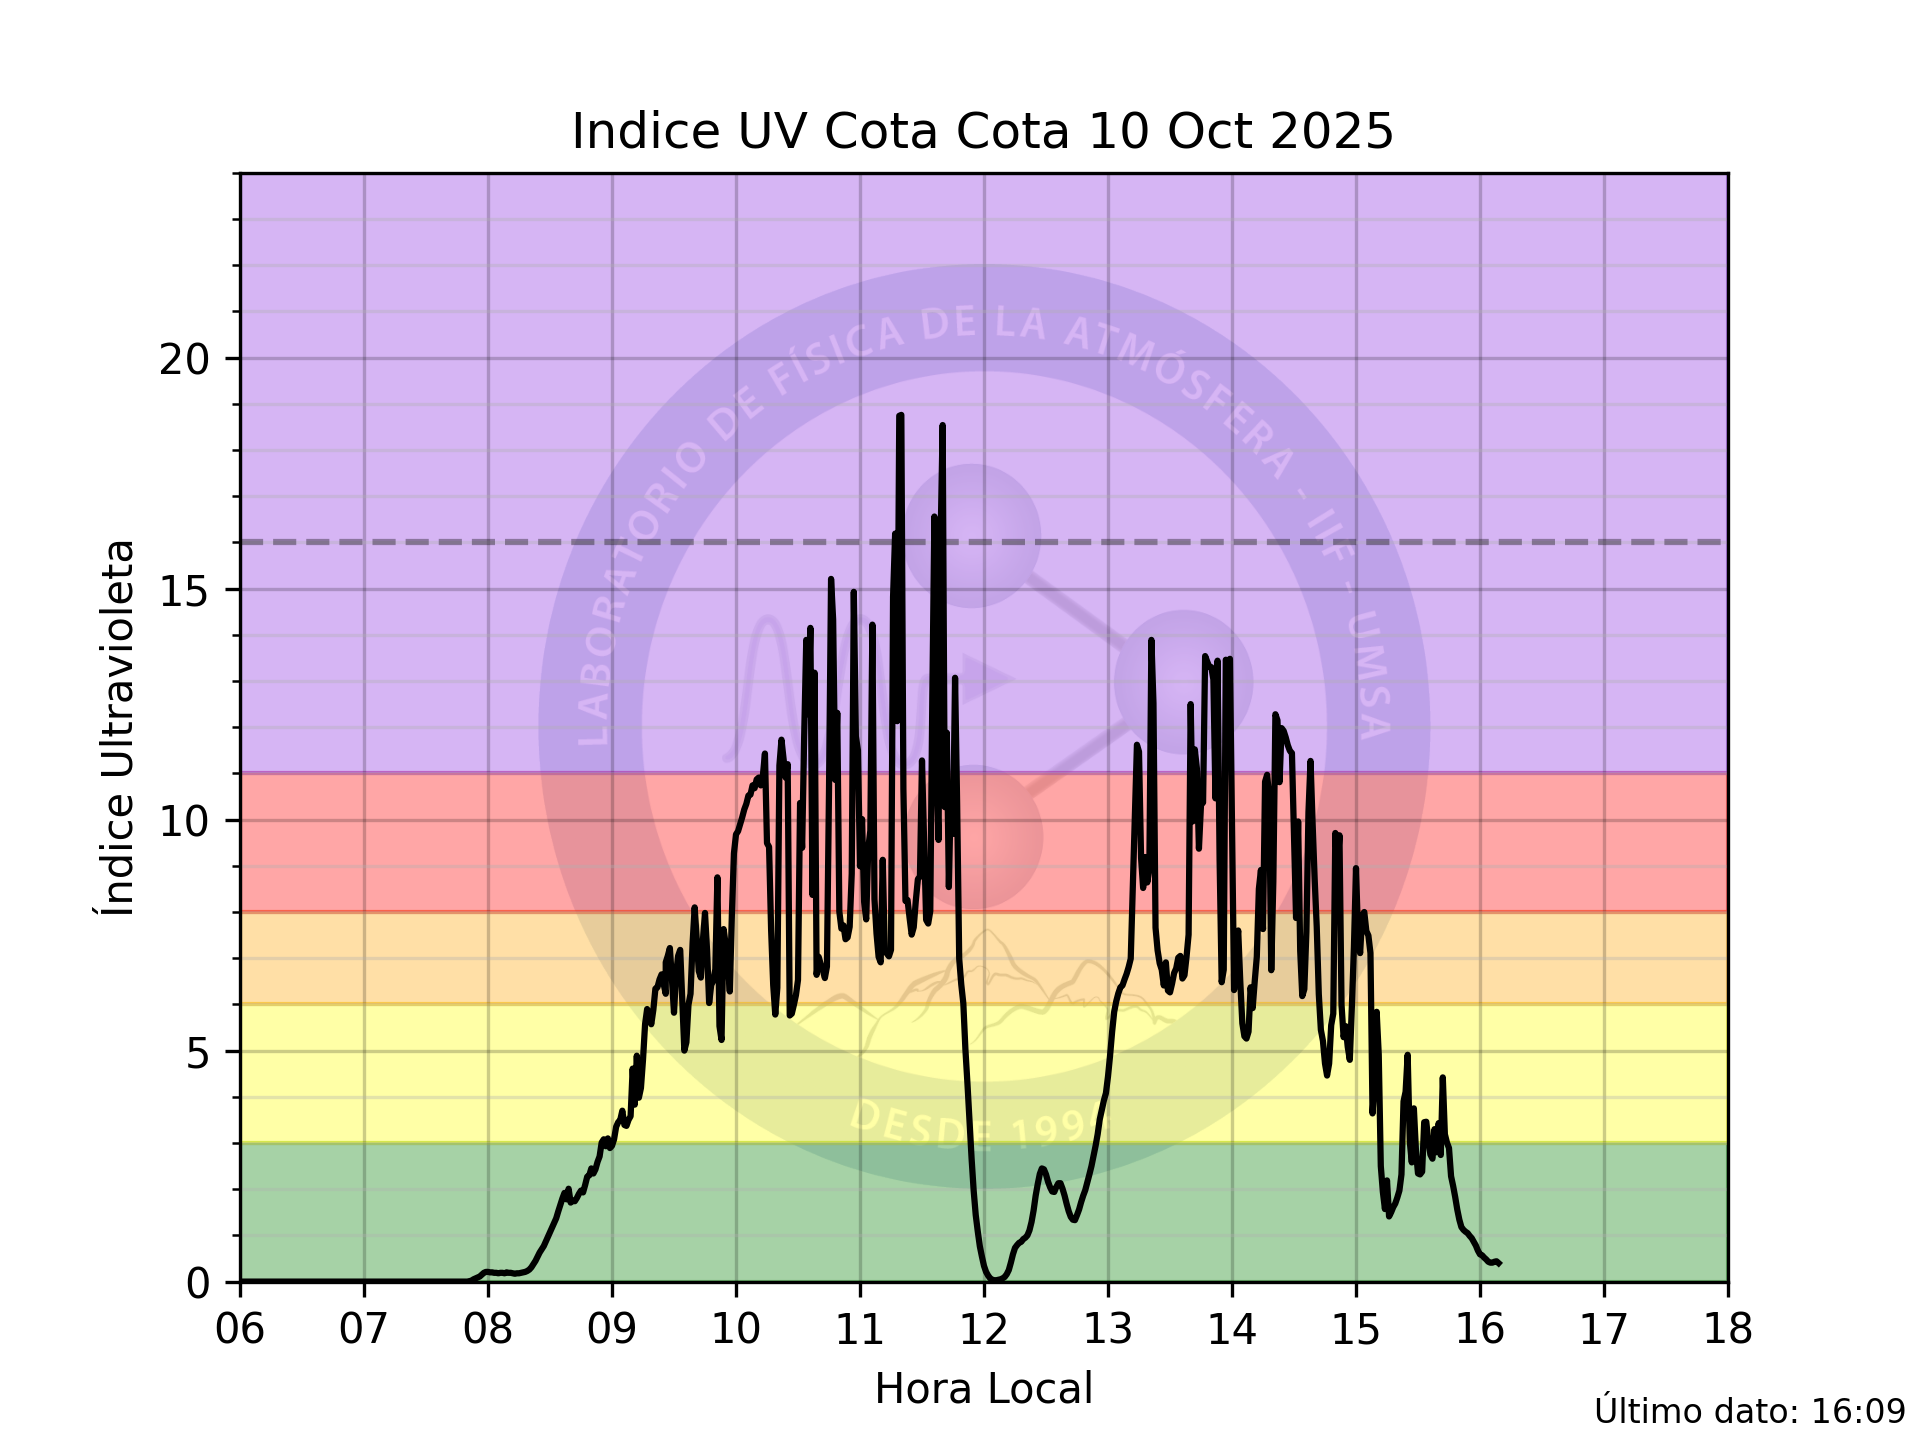 Indice UV Cota Cota 10 Oct 2025
LABORATORIO DE FÍSICA DE LA ATMÓSFERA - IIF - UMSA
20
15
10
5
0
Índice Ultravioleta
DESDE 1994
06 07 08 09 10 11 12 13 14 15 16 17 18
Hora Local
Último dato: 16:09